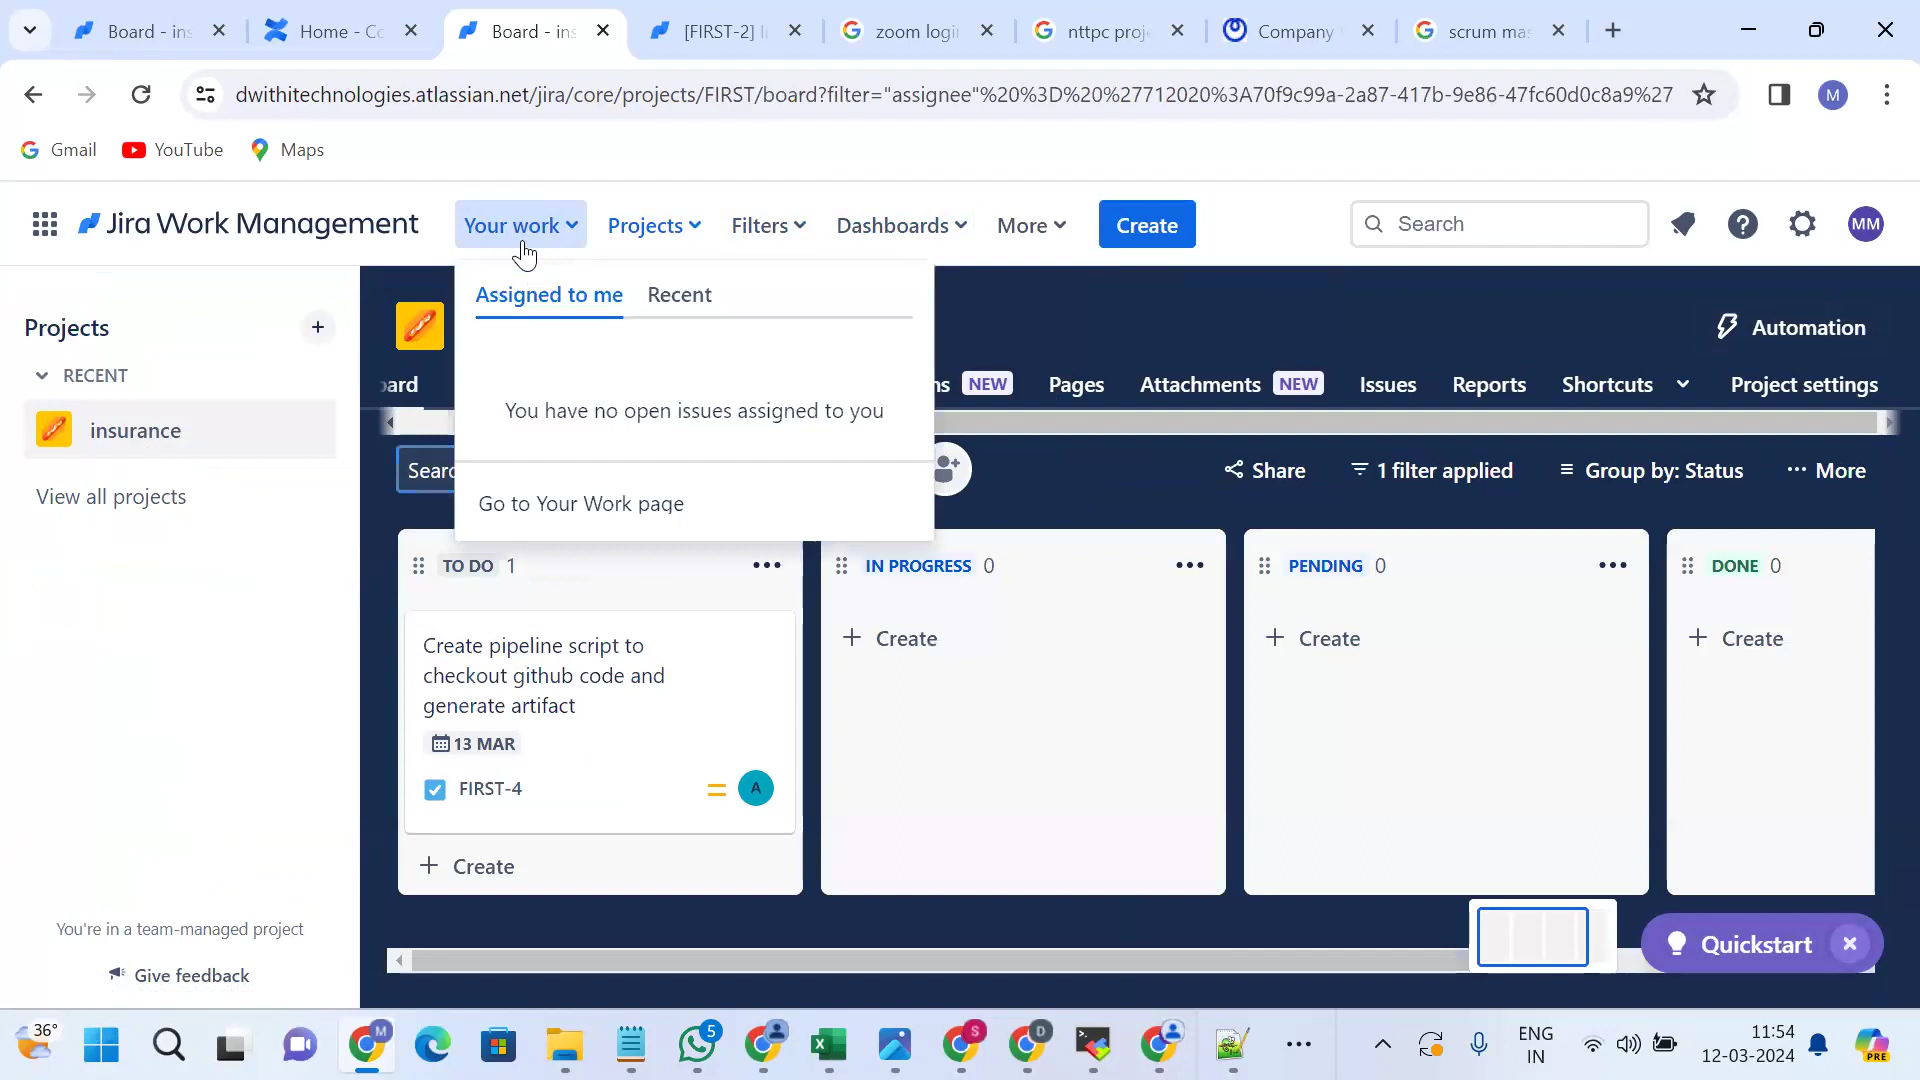 Board - ins
Home - Co
Board - ins
[FIRST-2] I
zoom login
nttpc proj
Company
scrum mas
dwithitechnologies.atlassian.net/jira/core/projects/FIRST/board?filter="assignee"%20%3D%20%27712020%3A70f9c99a-2a87-417b-9e86-47fc60d0c8a9%27
M
Gmail
YouTube
Maps
Jira Work Management
Your work
Projects
Filters
Dashboards
More
Create
Search
MM
Projects
RECENT
insurance
View all projects
You're in a team-managed project
Give feedback
Assigned to me
Recent
You have no open issues assigned to you
Go to Your Work page
Automation
oard
ns NEW
Pages
Attachments NEW
Issues
Reports
Shortcuts
Project settings
Searc
Share
1 filter applied
Group by: Status
More
TO DO 1
Create pipeline script to
checkout github code and
generate artifact
13 MAR
FIRST-4
A
Create
IN PROGRESS 0
Create
PENDING 0
Create
DONE 0
Create
Quickstart
36°
M
5
S
D
ENG
IN
11:54
12-03-2024
PRE